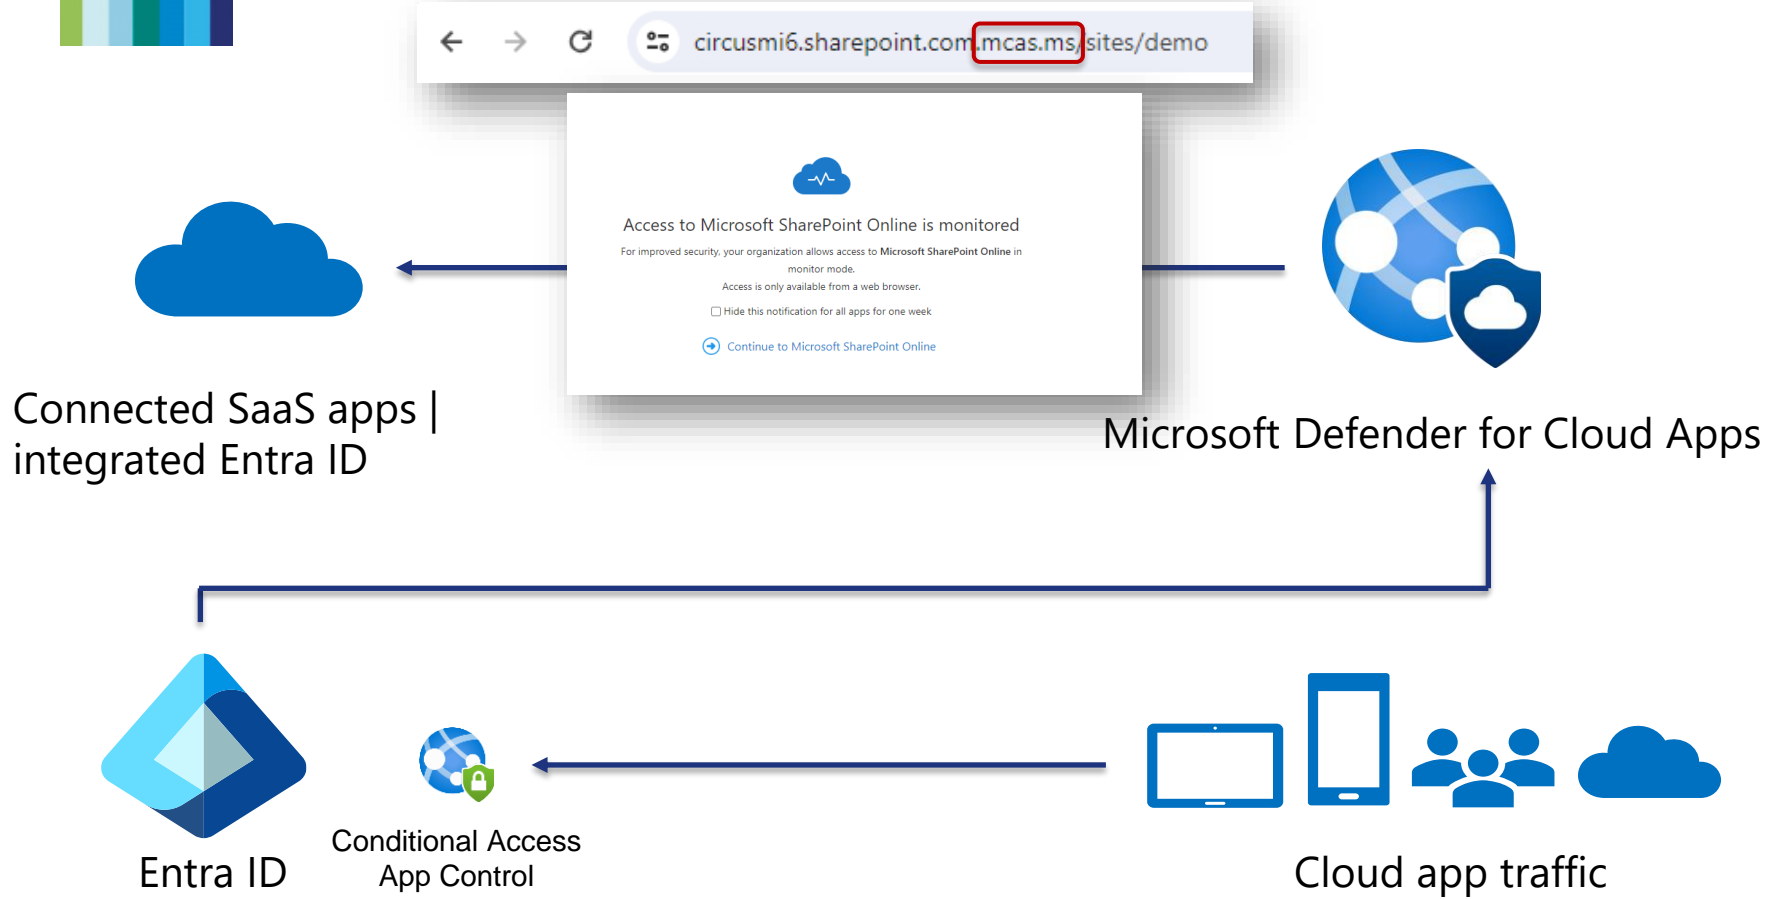 circusmi6.sharepoint.com.mcas.ms/sites/demo
Access to Microsoft SharePoint Online is monitored
For improved security, your organization allows access to Microsoft SharePoint Online in
monitor mode.
Access is only available from a web browser.
Hide this notification for all apps for one week
Continue to Microsoft SharePoint Online
Connected SaaS apps |
integrated Entra ID
Microsoft Defender for Cloud Apps
Entra ID
Conditional Access
App Control
Cloud app traffic